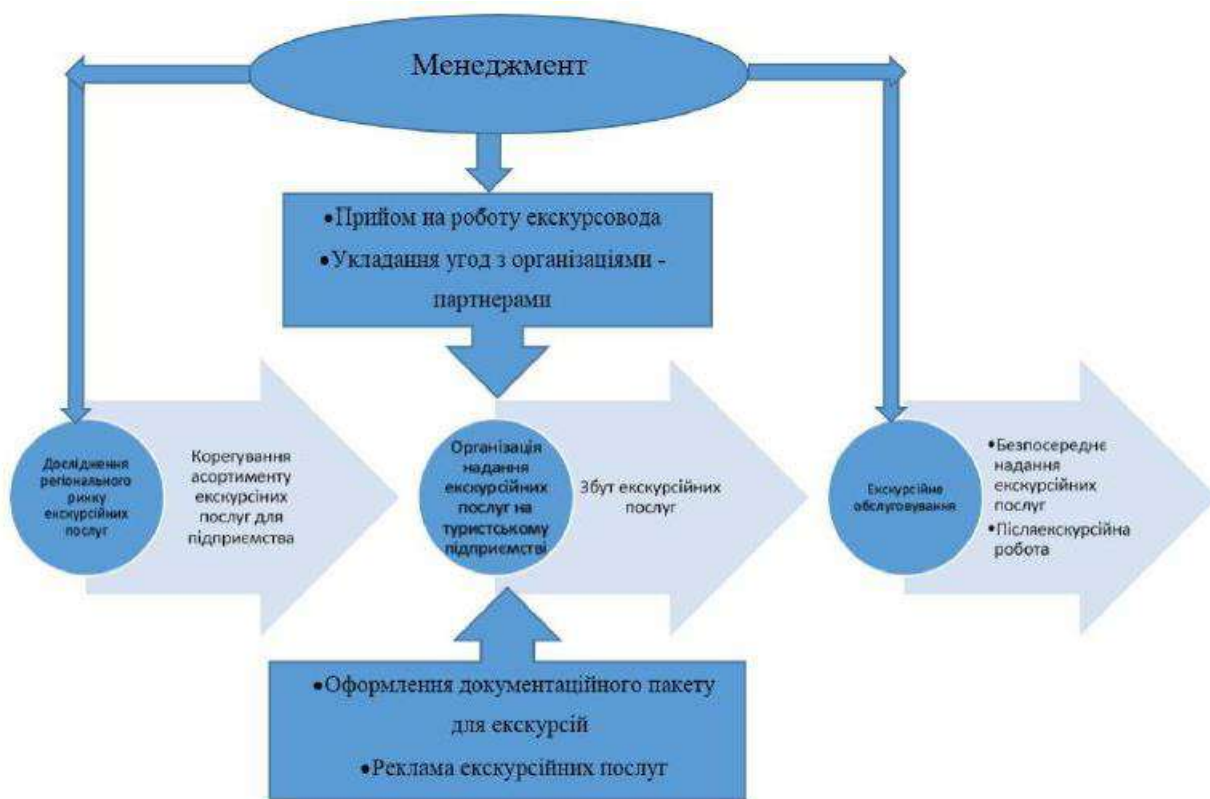 Менеджмент
•Прийом на роботу екскурсовода
•Укладання угод з організаціями -
партнерами
Дослідження
регіонального
ринку
екскурсійних
послуг
Корегування
асортименту
екскурсіних
послуг для
підприємства
Організація
надання
екскурсійних
послуг на
туристському
підприємстві
Збут екскурсійних
послуг
Екскурсійне
обслуговування
•Безпосереднє
надання
екскурсійних
послуг
•Післяекскурсійна
робота
•Оформлення документаційного пакету
для екскурсій
•Реклама екскурсійних послуг